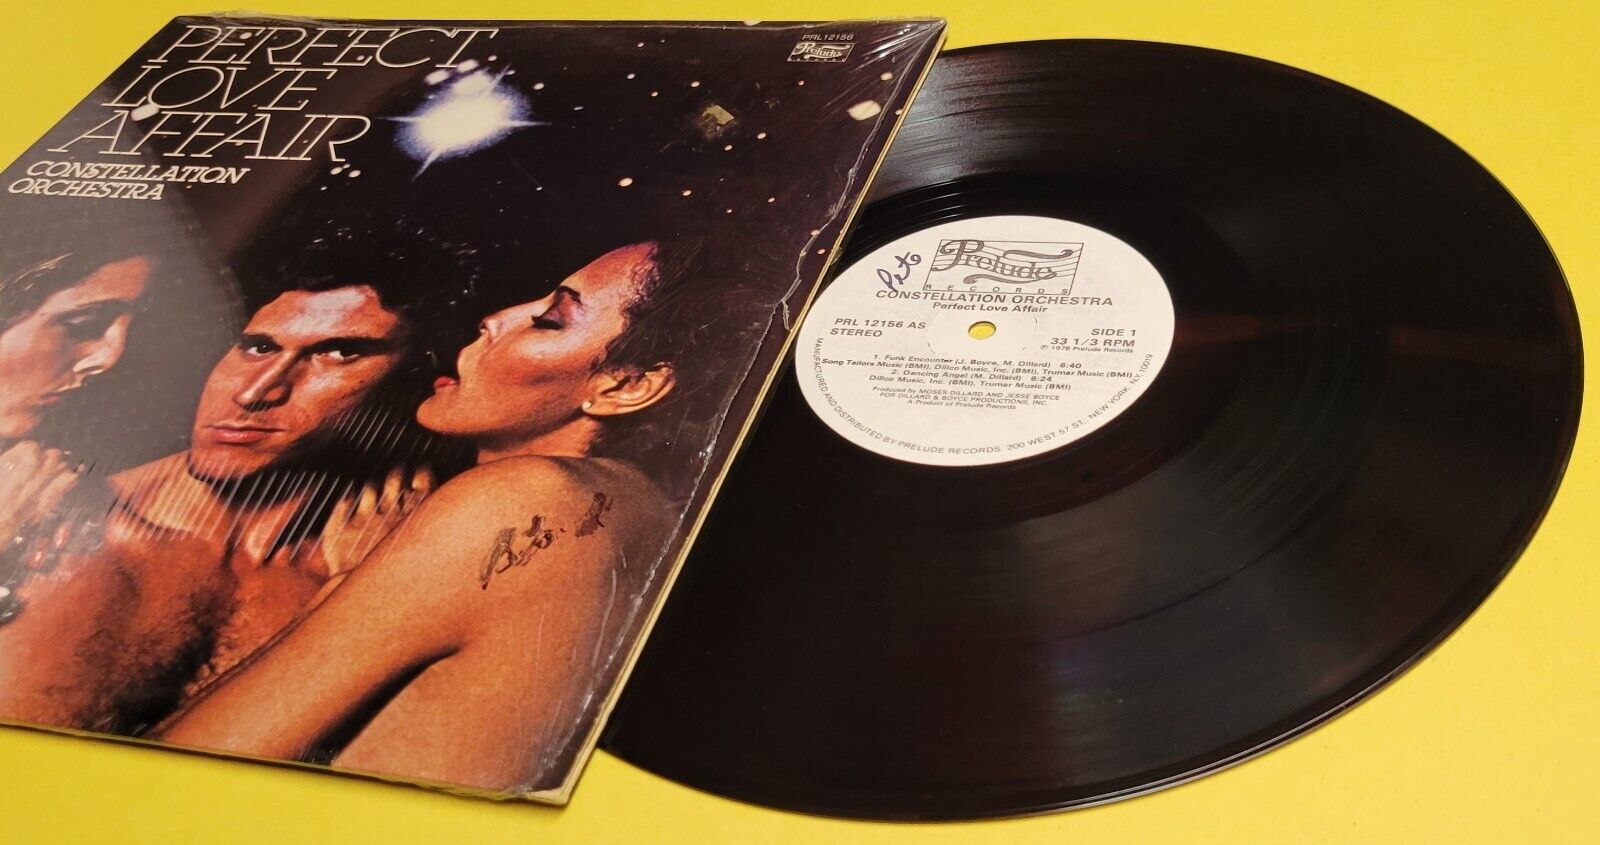 PERFECT
LOVE
AFFAIR
CONSTELLATION
ORCHESTRA
PRL12156
Prelude
Pete
Prelude
RECORDS
CONSTELLATION ORCHESTRA
Perfect Love Affair
PRL 12156 AS
STEREO
SIDE 1
33 1/3 RPM
℗ 1978 Prelude Records
1. Funk Encounter (J. Boyce, M. Dillard) 6:40
Song Tailors Music (BMI), Dillco Music, Inc. (BMI), Trumar Music (BMI)
2. Dancing Angel (M. Dillard) 6:24
Dillco Music, Inc. (BMI), Trumar Music (BMI)
Produced by MOSES DILLARD AND JESSE BOYCE
FOR DILLARD & BOYCE PRODUCTIONS, INC.
A Product of Prelude Records
MANUFACTURED AND DISTRIBUTED BY PRELUDE RECORDS. 200 WEST 57 ST., NEW YORK, N.Y. 10019